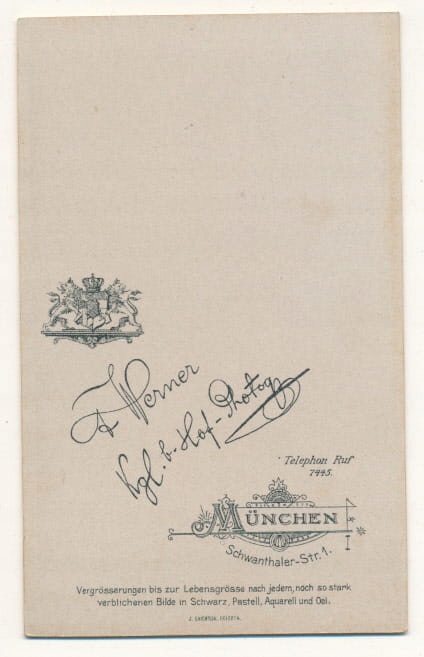 F. Werner
Kgl. b. Hof-Photogr
Telephon Ruf
7445.
MÜNCHEN
Schwanthaler-Str. 1.
Vergrösserungen bis zur Lebensgrösse nach jedem, noch so stark
verblichenen Bilde in Schwarz, Pastell, Aquarell und Oel.